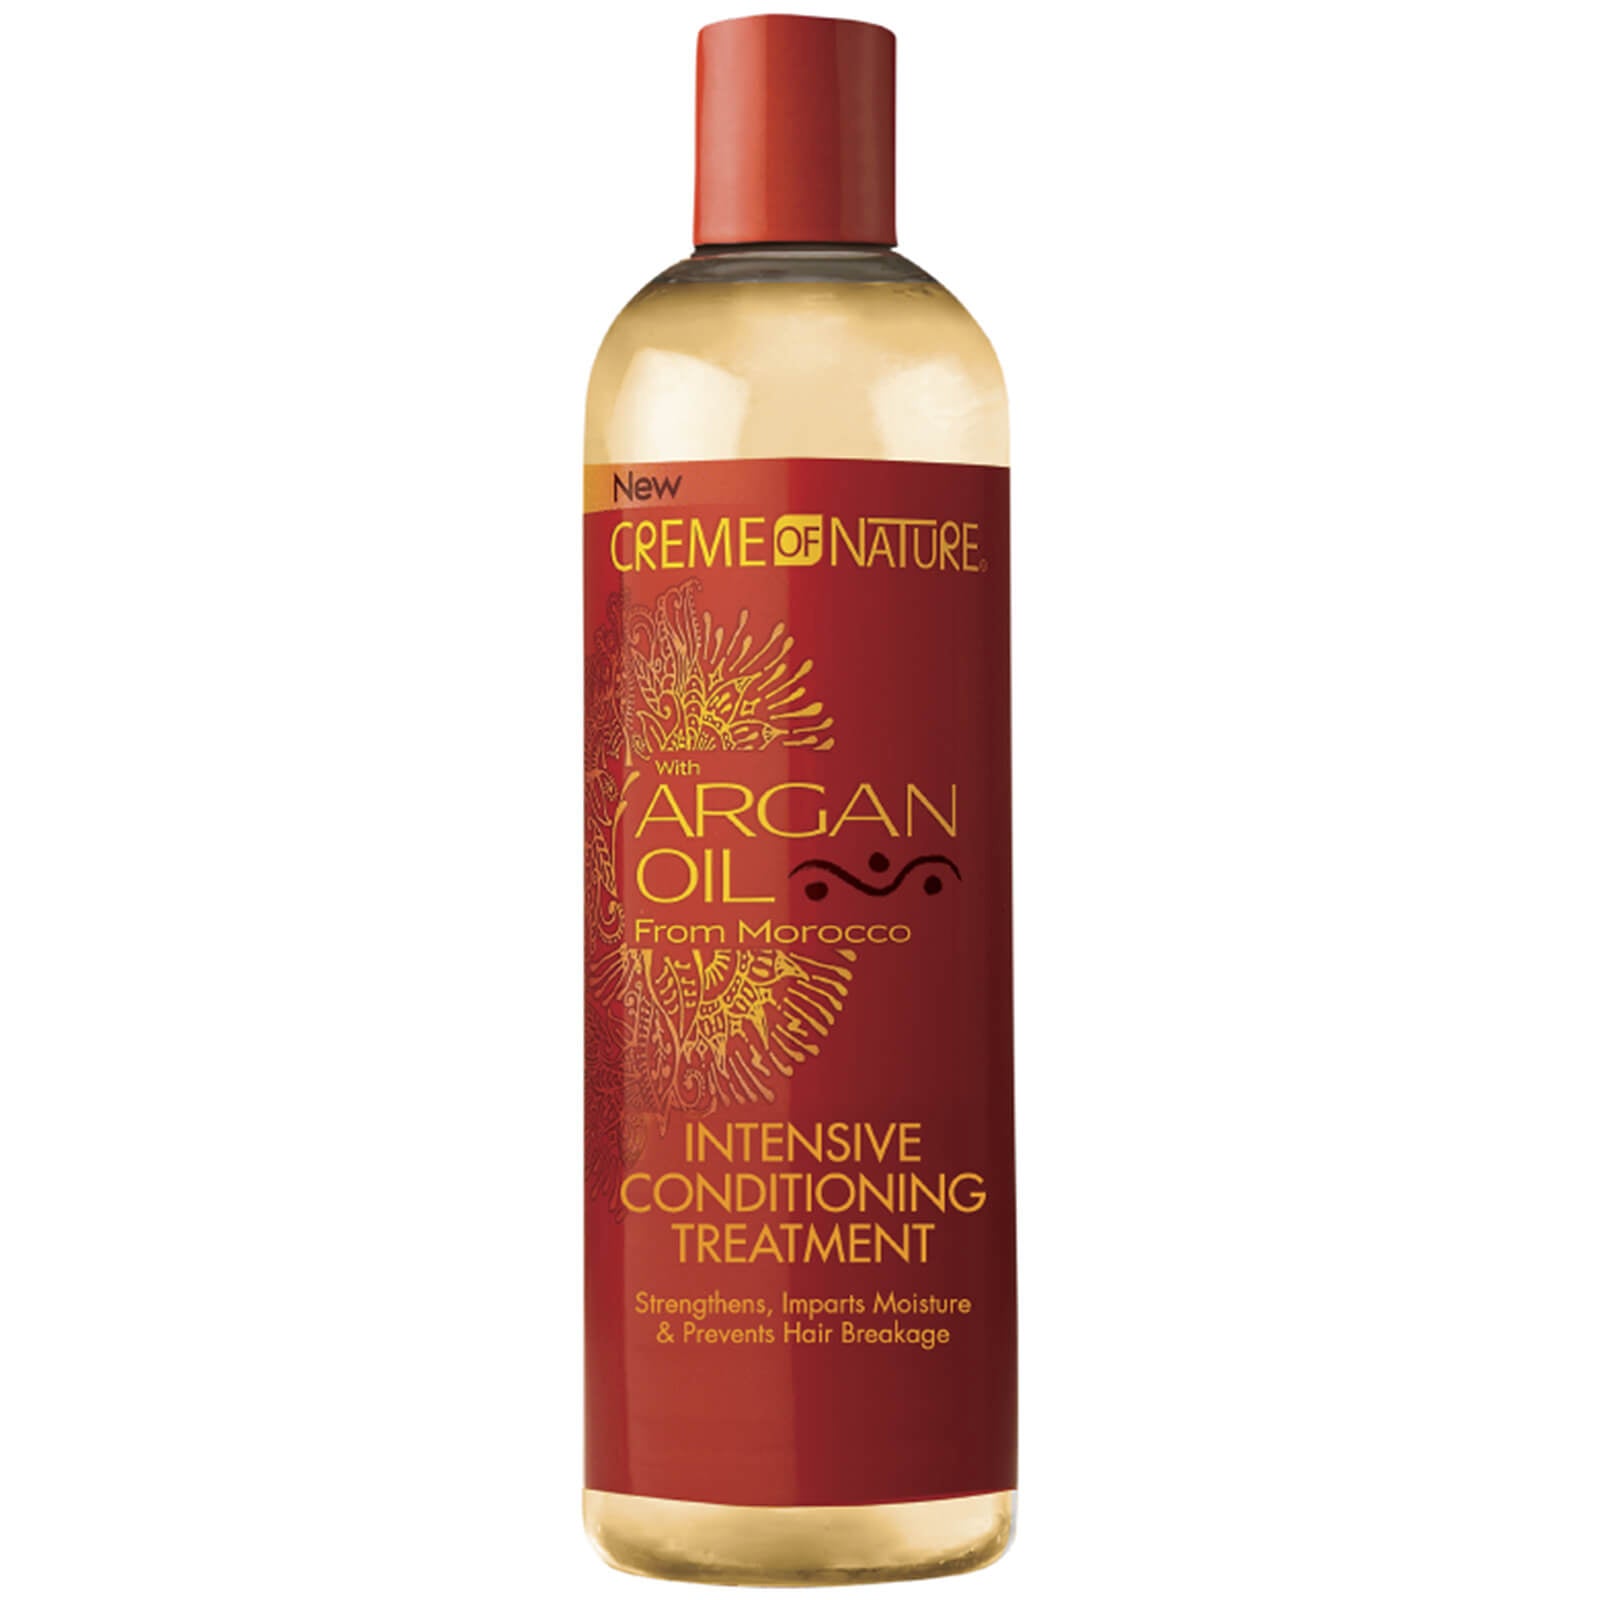 New
CREME OF NATURE®
With
ARGAN
OIL
From Morocco
INTENSIVE
CONDITIONING
TREATMENT
Strengthens, Imparts Moisture
& Prevents Hair Breakage